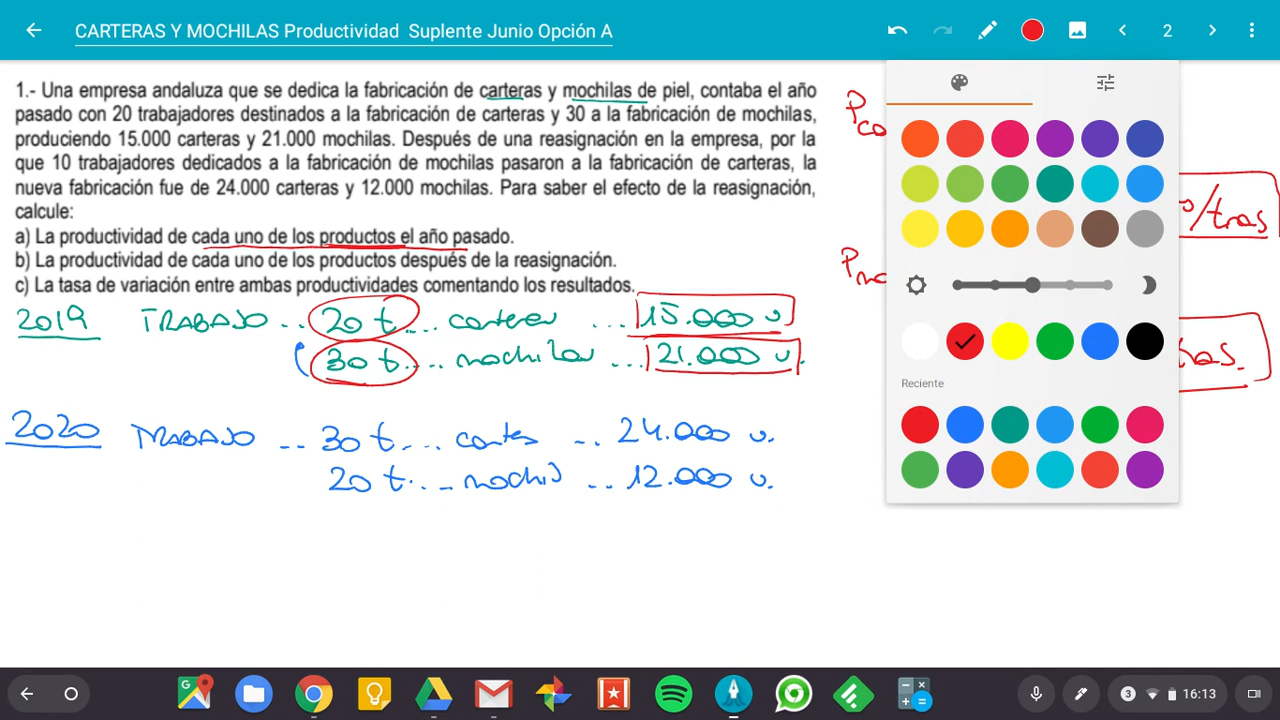 CARTERAS Y MOCHILAS Productividad Suplente Junio Opción A
2
1.- Una empresa andaluza que se dedica la fabricación de carteras y mochilas de piel, contaba el año
pasado con 20 trabajadores destinados a la fabricación de carteras y 30 a la fabricación de mochilas,
produciendo 15.000 carteras y 21.000 mochilas. Después de una reasignación en la empresa, por la
que 10 trabajadores dedicados a la fabricación de mochilas pasaron a la fabricación de carteras, la
nueva fabricación fue de 24.000 carteras y 12.000 mochilas. Para saber el efecto de la reasignación,
calcule:
a) La productividad de cada uno de los productos el año pasado.
b) La productividad de cada uno de los productos después de la reasignación.
c) La tasa de variación entre ambas productividades comentando los resultados.
2019 TRABAJO .. 20 t... carteras ... 15.000 u.
30 t.... mochilas ... 21.000 u.
2020 TRABAJO .. 30 t... .. 24.000 u.
20 t... mochis .. 12.000 u.
P
P
Reciente
3 16:13